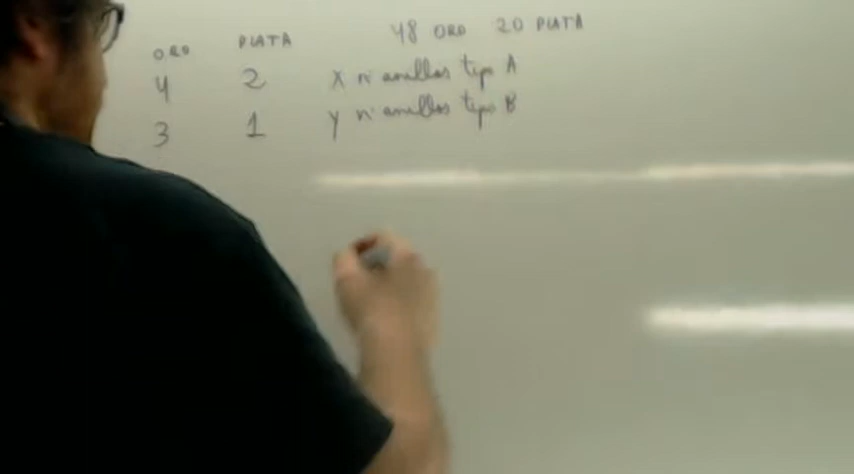 ORO PLATA 48 ORO 20 PLATA
4 2 x nº anillos tipo A
3 1 y nº anillos tipo B